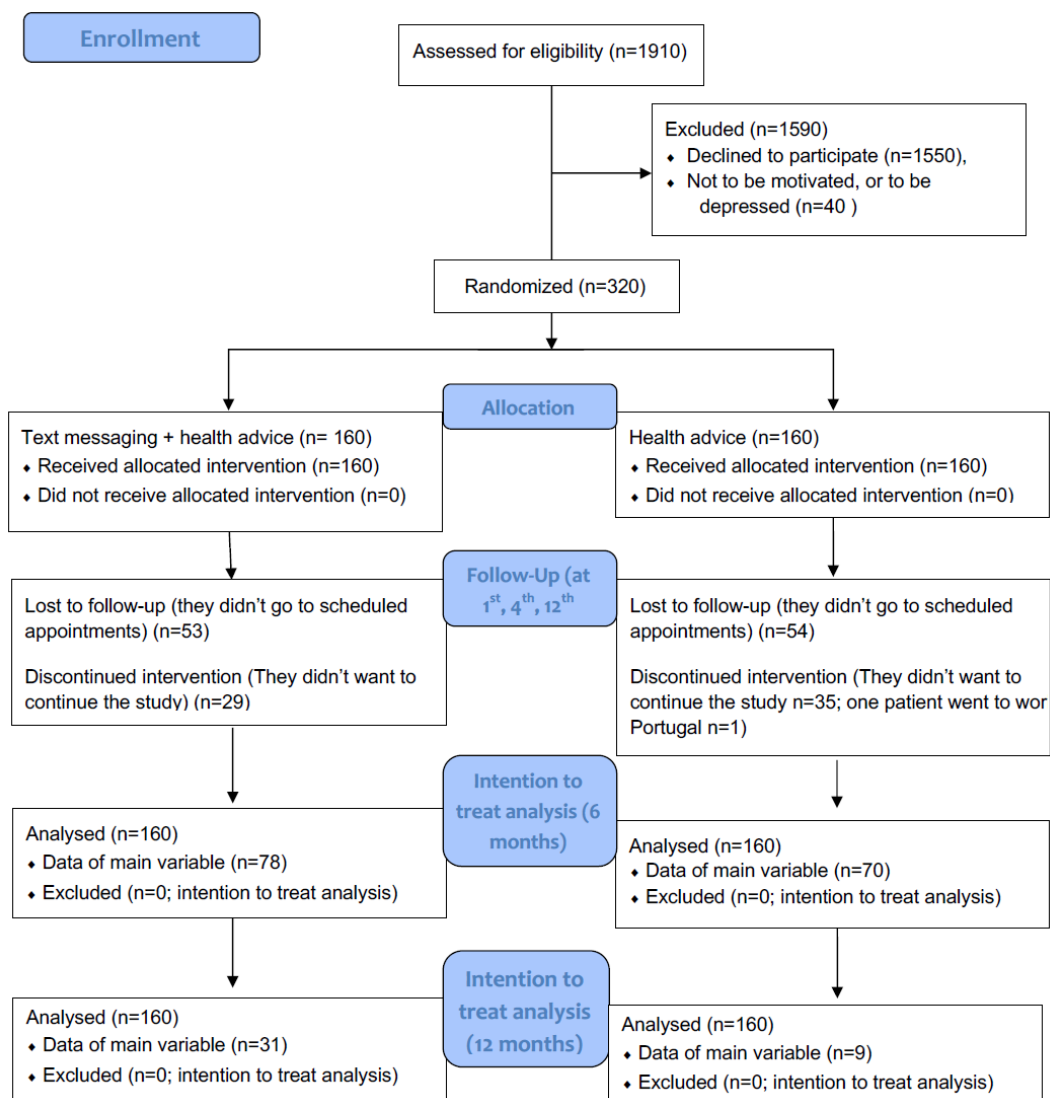 Enrollment
Assessed for eligibility (n=1910)
Excluded (n=1590)
⬧ Declined to participate (n=1550),
⬧ Not to be motivated, or to be
depressed (n=40 )
Randomized (n=320)
Allocation
Text messaging + health advice (n= 160)
⬧ Received allocated intervention (n=160)
⬧ Did not receive allocated intervention (n=0)
Health advice (n=160)
⬧ Received allocated intervention (n=160)
⬧ Did not receive allocated intervention (n=0)
Follow-Up (at
1st, 4th, 12th
Lost to follow-up (they didn’t go to scheduled
appointments) (n=53)
Discontinued intervention (They didn’t want to
continue the study) (n=29)
Lost to follow-up (they didn’t go to scheduled
appointments) (n=54)
Discontinued intervention (They didn’t want to
continue the study n=35; one patient went to wor
Portugal n=1)
Intention to
treat analysis (6
months)
Analysed (n=160)
⬧ Data of main variable (n=78)
⬧ Excluded (n=0; intention to treat analysis)
Analysed (n=160)
⬧ Data of main variable (n=70)
⬧ Excluded (n=0; intention to treat analysis)
Intention to
treat analysis
(12 months)
Analysed (n=160)
⬧ Data of main variable (n=31)
⬧ Excluded (n=0; intention to treat analysis)
Analysed (n=160)
⬧ Data of main variable (n=9)
⬧ Excluded (n=0; intention to treat analysis)